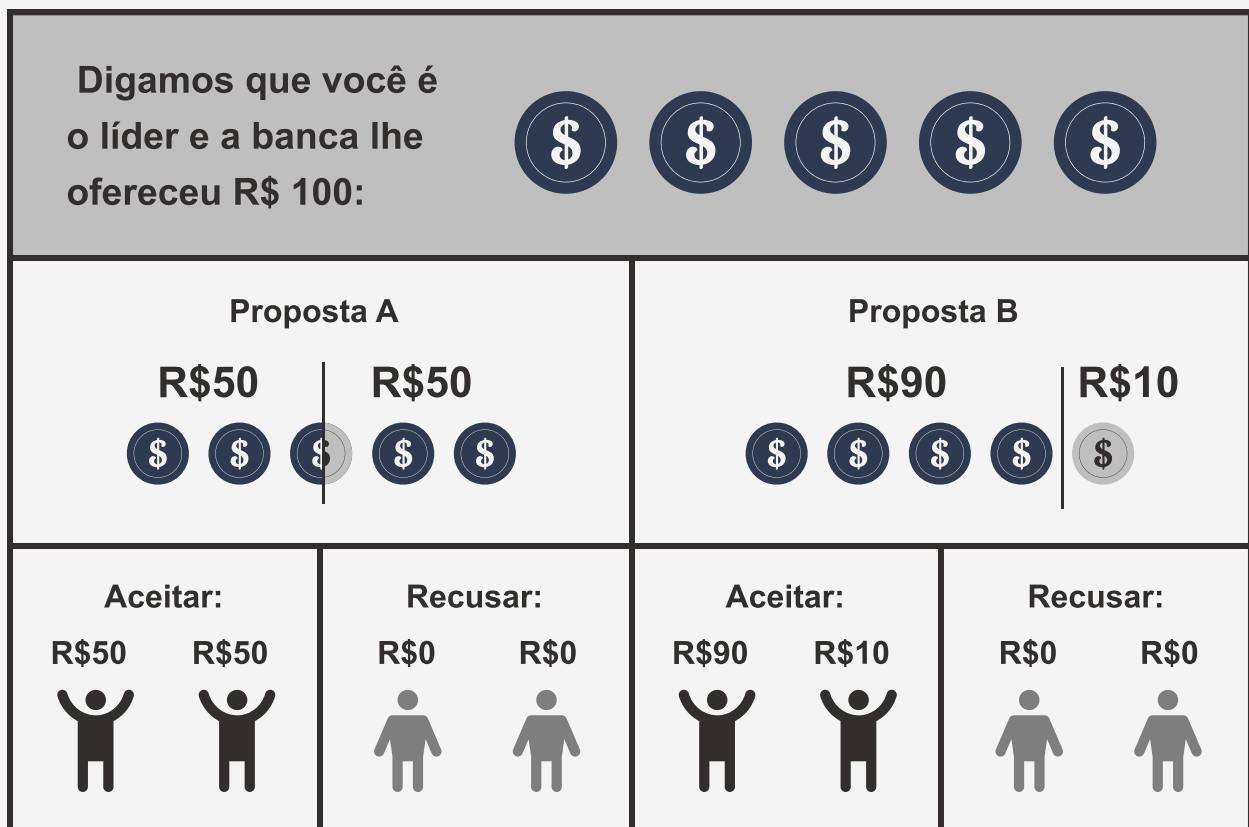 Digamos que você é
o líder e a banca lhe
ofereceu R$ 100:
$ $ $ $ $
Proposta A
R$50 R$50
$ $ $ $ $
Proposta B
R$90 R$10
$ $ $ $ $
Aceitar:
R$50 R$50
Recusar:
R$0 R$0
Aceitar:
R$90 R$10
Recusar:
R$0 R$0